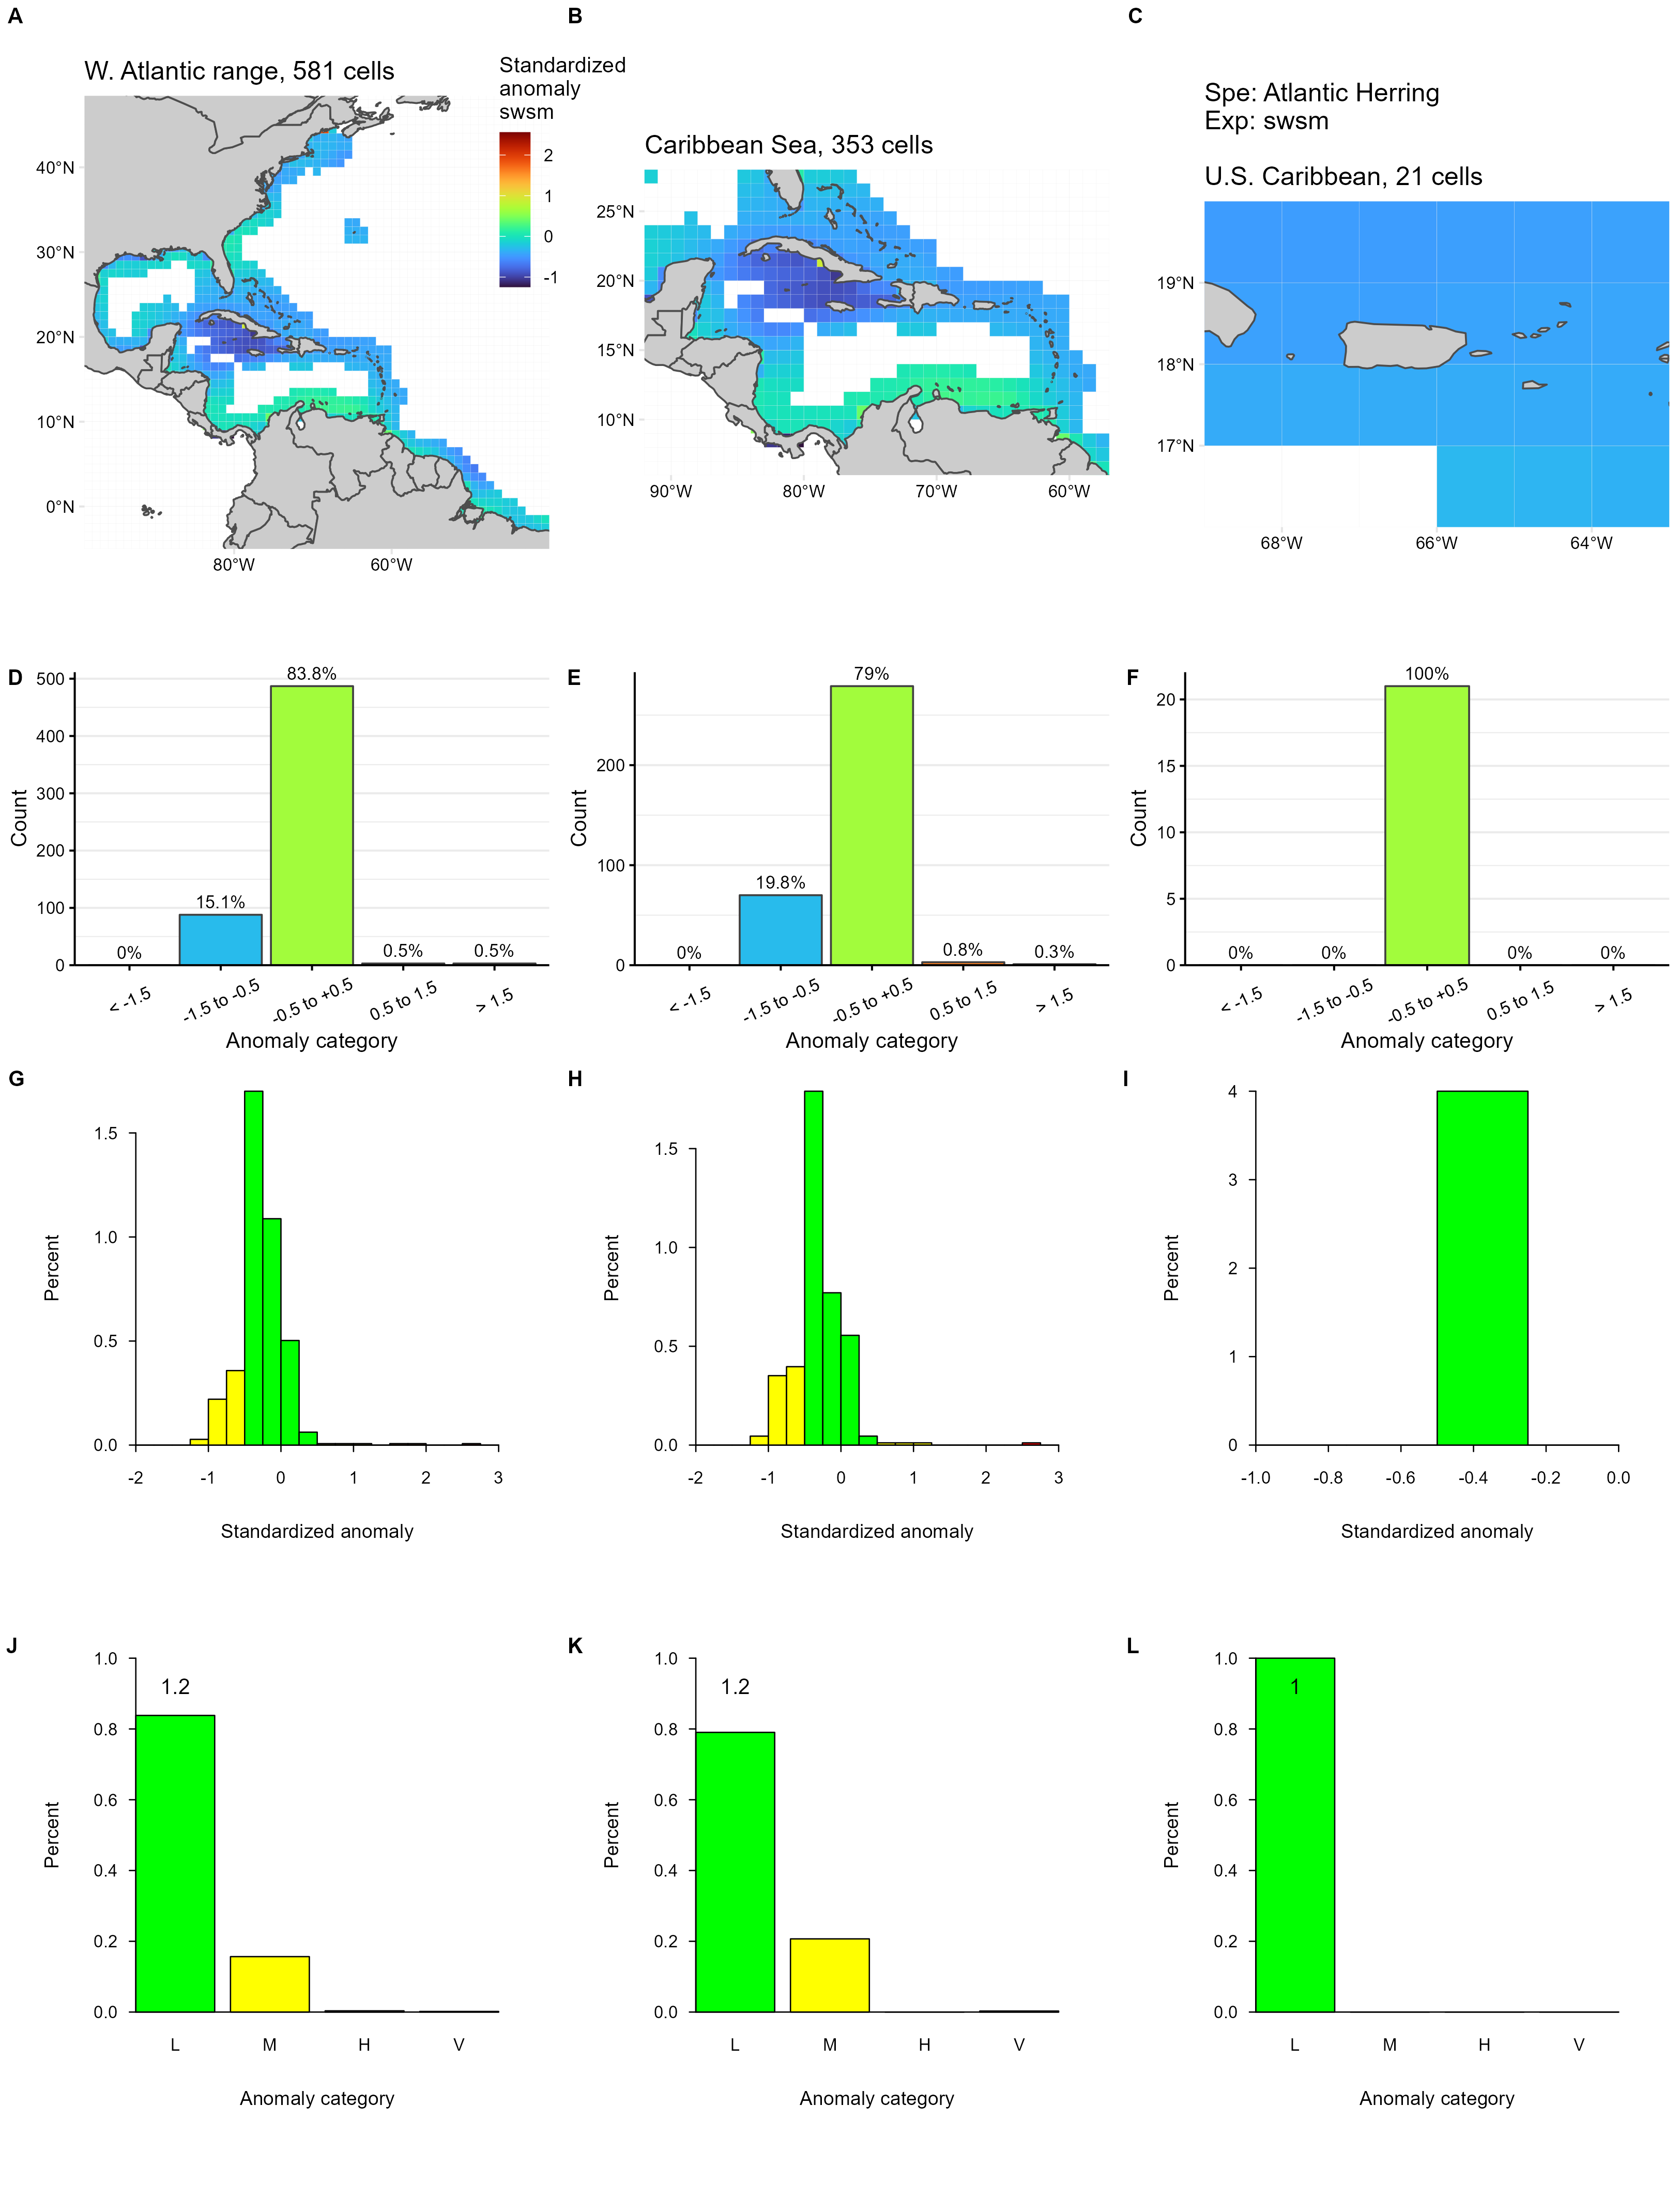 A
B
C
W. Atlantic range, 581 cells
Standardized
anomaly
swsm
2
1
0
-1
40°N
30°N
20°N
10°N
0°N
80°W
60°W
Caribbean Sea, 353 cells
25°N
20°N
15°N
10°N
90°W
80°W
70°W
60°W
Spe: Atlantic Herring
Exp: swsm
U.S. Caribbean, 21 cells
19°N
18°N
17°N
68°W
66°W
64°W
D
500
400
300
200
100
0
Count
0%
15.1%
83.8%
0.5%
0.5%
< -1.5
-1.5 to -0.5
-0.5 to +0.5
0.5 to 1.5
> 1.5
Anomaly category
E
200
100
0
Count
0%
19.8%
79%
0.8%
0.3%
< -1.5
-1.5 to -0.5
-0.5 to +0.5
0.5 to 1.5
> 1.5
Anomaly category
F
20
15
10
5
0
Count
0%
0%
100%
0%
0%
< -1.5
-1.5 to -0.5
-0.5 to +0.5
0.5 to 1.5
> 1.5
Anomaly category
G
1.5
1.0
0.5
0.0
Percent
-2
-1
0
1
2
3
Standardized anomaly
H
1.5
1.0
0.5
0.0
Percent
-2
-1
0
1
2
3
Standardized anomaly
I
4
3
2
1
0
Percent
-1.0
-0.8
-0.6
-0.4
-0.2
0.0
Standardized anomaly
J
1.0
0.8
0.6
0.4
0.2
0.0
Percent
1.2
L
M
H
V
Anomaly category
K
1.0
0.8
0.6
0.4
0.2
0.0
Percent
1.2
L
M
H
V
Anomaly category
L
1.0
0.8
0.6
0.4
0.2
0.0
Percent
1
L
M
H
V
Anomaly category